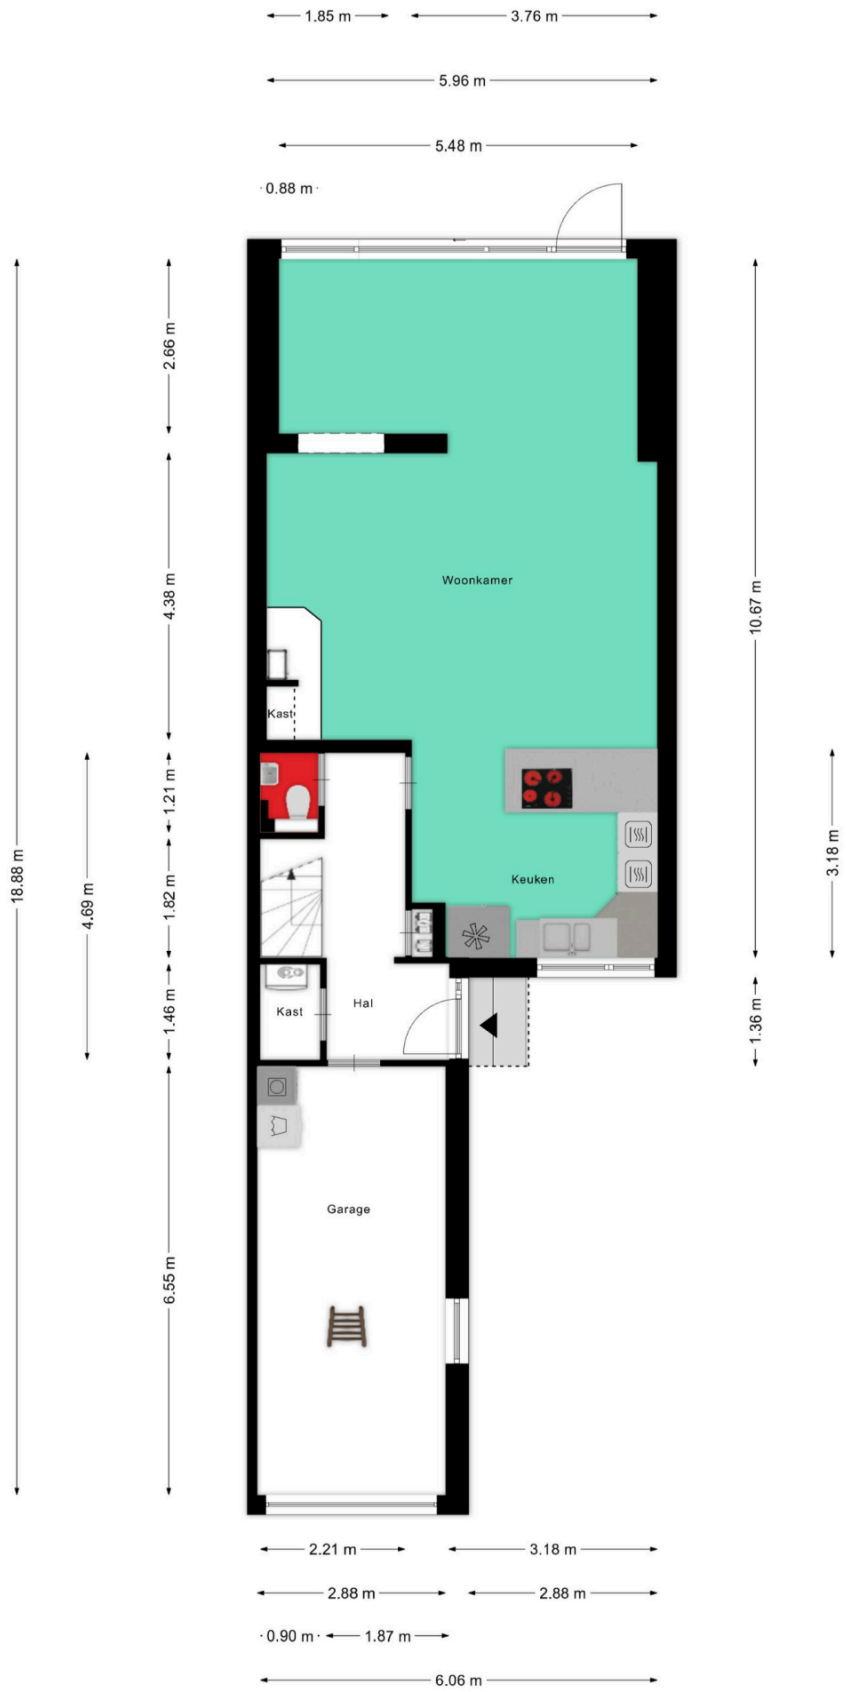 1.85 m
3.76 m
5.96 m
5.48 m
0.88 m
2.66 m
4.38 m
Woonkamer
10.67 m
Kast
1.21 m
18.88 m
4.69 m
1.82 m
Keuken
3.18 m
1.46 m
Kast
Hal
1.36 m
Garage
6.55 m
2.21 m
3.18 m
2.88 m
2.88 m
0.90 m
1.87 m
6.06 m